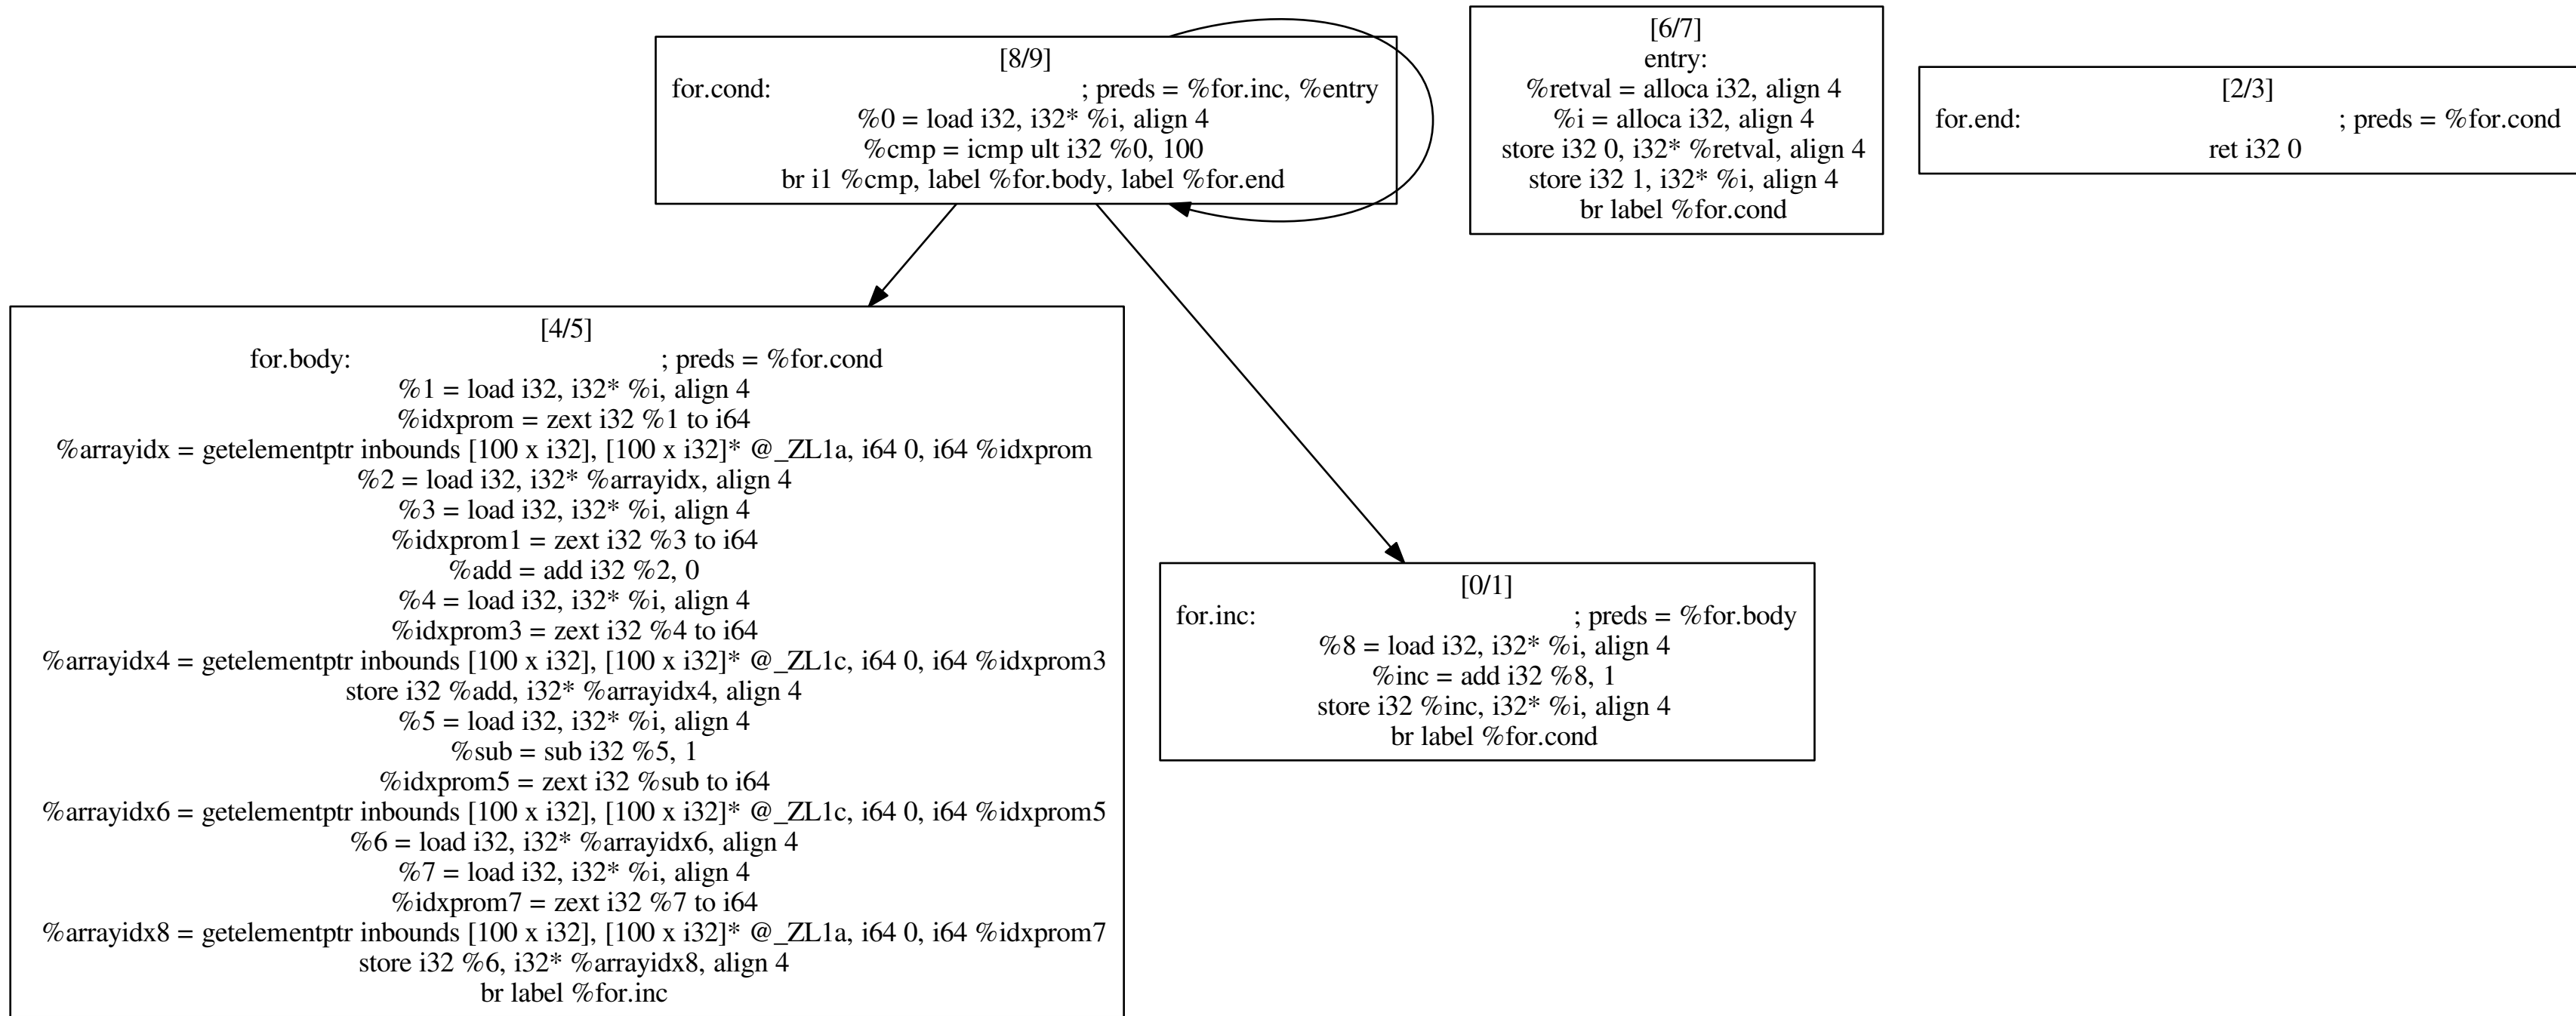 [8/9]
for.cond: ; preds = %for.inc, %entry
%0 = load i32, i32* %i, align 4
%cmp = icmp ult i32 %0, 100
br i1 %cmp, label %for.body, label %for.end
[6/7]
entry:
%retval = alloca i32, align 4
%i = alloca i32, align 4
store i32 0, i32* %retval, align 4
store i32 1, i32* %i, align 4
br label %for.cond
[2/3]
for.end: ; preds = %for.cond
ret i32 0
[4/5]
for.body: ; preds = %for.cond
%1 = load i32, i32* %i, align 4
%idxprom = zext i32 %1 to i64
%arrayidx = getelementptr inbounds [100 x i32], [100 x i32]* @_ZL1a, i64 0, i64 %idxprom
%2 = load i32, i32* %arrayidx, align 4
%3 = load i32, i32* %i, align 4
%idxprom1 = zext i32 %3 to i64
%add = add i32 %2, 0
%4 = load i32, i32* %i, align 4
%idxprom3 = zext i32 %4 to i64
%arrayidx4 = getelementptr inbounds [100 x i32], [100 x i32]* @_ZL1c, i64 0, i64 %idxprom3
store i32 %add, i32* %arrayidx4, align 4
%5 = load i32, i32* %i, align 4
%sub = sub i32 %5, 1
%idxprom5 = zext i32 %sub to i64
%arrayidx6 = getelementptr inbounds [100 x i32], [100 x i32]* @_ZL1c, i64 0, i64 %idxprom5
%6 = load i32, i32* %arrayidx6, align 4
%7 = load i32, i32* %i, align 4
%idxprom7 = zext i32 %7 to i64
%arrayidx8 = getelementptr inbounds [100 x i32], [100 x i32]* @_ZL1a, i64 0, i64 %idxprom7
store i32 %6, i32* %arrayidx8, align 4
br label %for.inc
[0/1]
for.inc: ; preds = %for.body
%8 = load i32, i32* %i, align 4
%inc = add i32 %8, 1
store i32 %inc, i32* %i, align 4
br label %for.cond